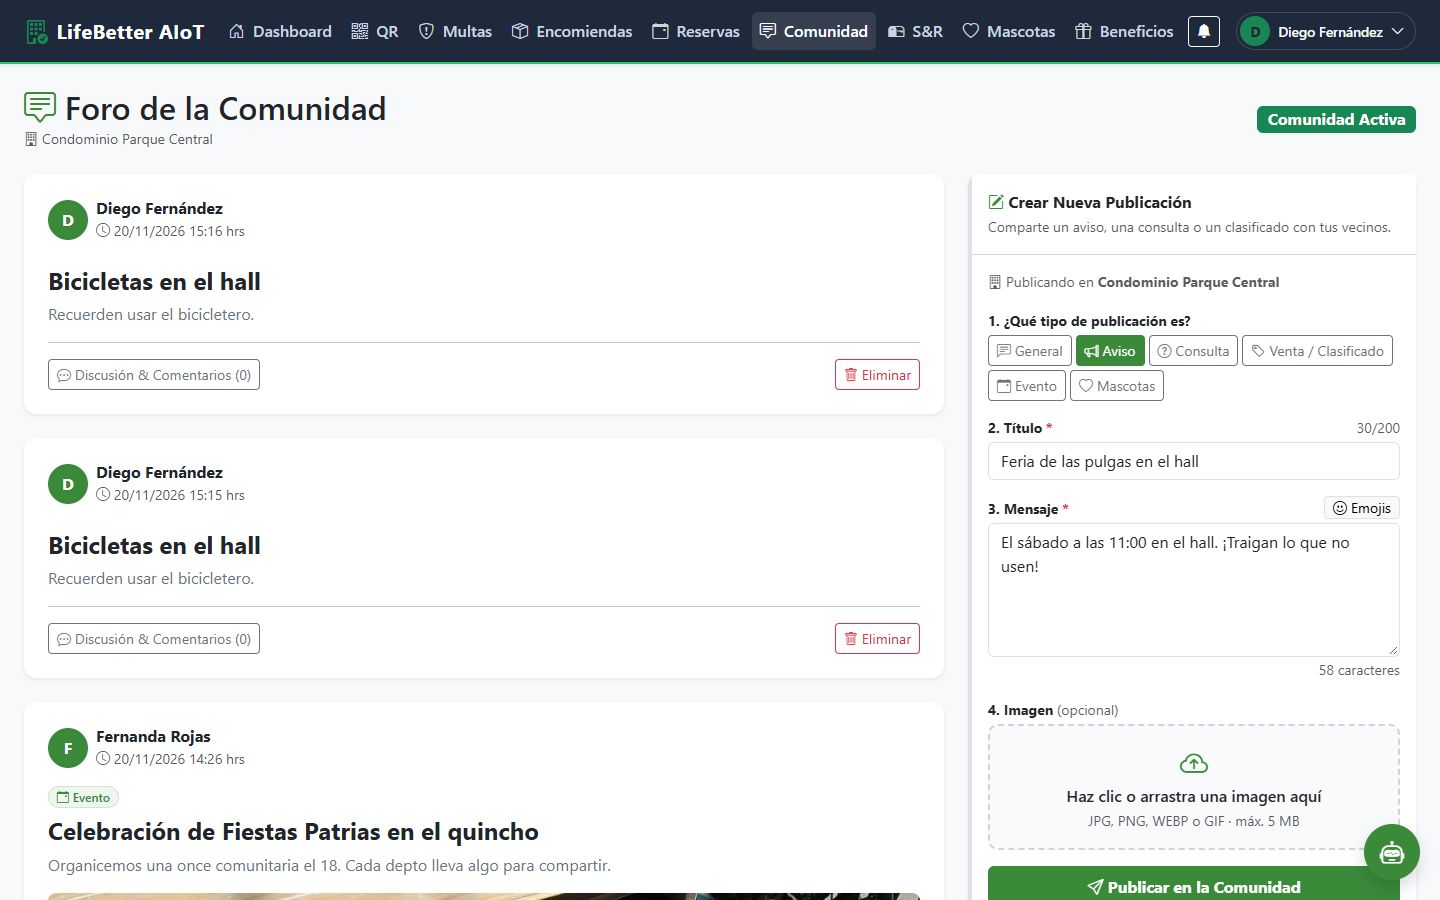 LifeBetter AIoT
Dashboard
QR
Multas
Encomiendas
Reservas
Comunidad
S&R
Mascotas
Beneficios
D
Diego Fernández
Foro de la Comunidad
Condominio Parque Central
Comunidad Activa
D
Diego Fernández
20/11/2026 15:16 hrs
Bicicletas en el hall
Recuerden usar el bicicletero.
Discusión & Comentarios (0)
Eliminar
D
Diego Fernández
20/11/2026 15:15 hrs
Bicicletas en el hall
Recuerden usar el bicicletero.
Discusión & Comentarios (0)
Eliminar
F
Fernanda Rojas
20/11/2026 14:26 hrs
Evento
Celebración de Fiestas Patrias en el quincho
Organicemos una once comunitaria el 18. Cada depto lleva algo para compartir.
Crear Nueva Publicación
Comparte un aviso, una consulta o un clasificado con tus vecinos.
Publicando en Condominio Parque Central
1. ¿Qué tipo de publicación es?
General
Aviso
Consulta
Venta / Clasificado
Evento
Mascotas
2. Título *
30/200
Feria de las pulgas en el hall
3. Mensaje *
Emojis
El sábado a las 11:00 en el hall. ¡Traigan lo que no
usen!
58 caracteres
4. Imagen (opcional)
Haz clic o arrastra una imagen aquí
JPG, PNG, WEBP o GIF · máx. 5 MB
Publicar en la Comunidad